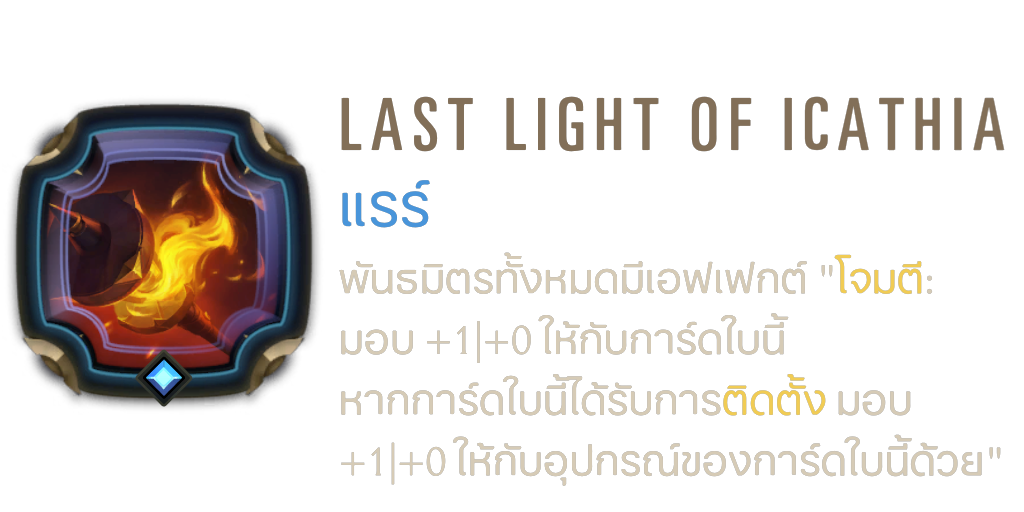 LAST LIGHT OF ICATHIA
แรร์
พันธมิตรทั้งหมดมีเอฟเฟกต์ "โจมตี:
มอบ +1|+0 ให้กับการ์ดใบนี้
หากการ์ดใบนี้ได้รับการติดตั้ง มอบ
+1|+0 ให้กับอุปกรณ์ของการ์ดใบนี้ด้วย"